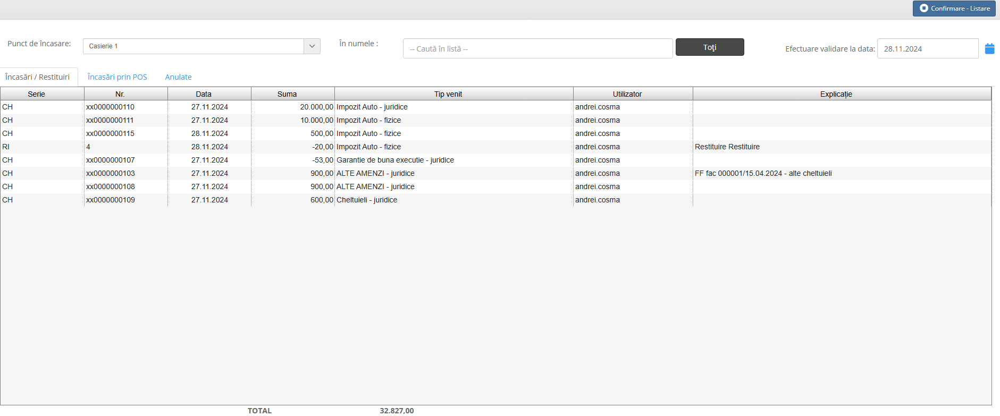 Confirmare - Listare
Punct de încasare: Casierie 1 În numele : -- Caută în listă -- Toți Efectuare validare la data: 28.11.2024
Încasări / Restituiri Încasări prin POS Anulate
Serie Nr. Data Suma Tip venit Utilizator Explicație
CH xx0000000110 27.11.2024 20.000,00 Impozit Auto - juridice andrei.cosma
CH xx0000000111 27.11.2024 10.000,00 Impozit Auto - fizice andrei.cosma
CH xx0000000115 28.11.2024 500,00 Impozit Auto - fizice andrei.cosma
RI 4 28.11.2024 -20,00 Impozit Auto - fizice andrei.cosma Restituire Restituire
CH xx0000000107 27.11.2024 -53,00 Garantie de buna executie - juridice andrei.cosma
CH xx0000000103 27.11.2024 900,00 ALTE AMENZI - juridice andrei.cosma FF fac 000001/15.04.2024 - alte cheltuieli
CH xx0000000108 27.11.2024 900,00 ALTE AMENZI - juridice andrei.cosma
CH xx0000000109 27.11.2024 600,00 Cheltuieli - juridice andrei.cosma
TOTAL 32.827,00